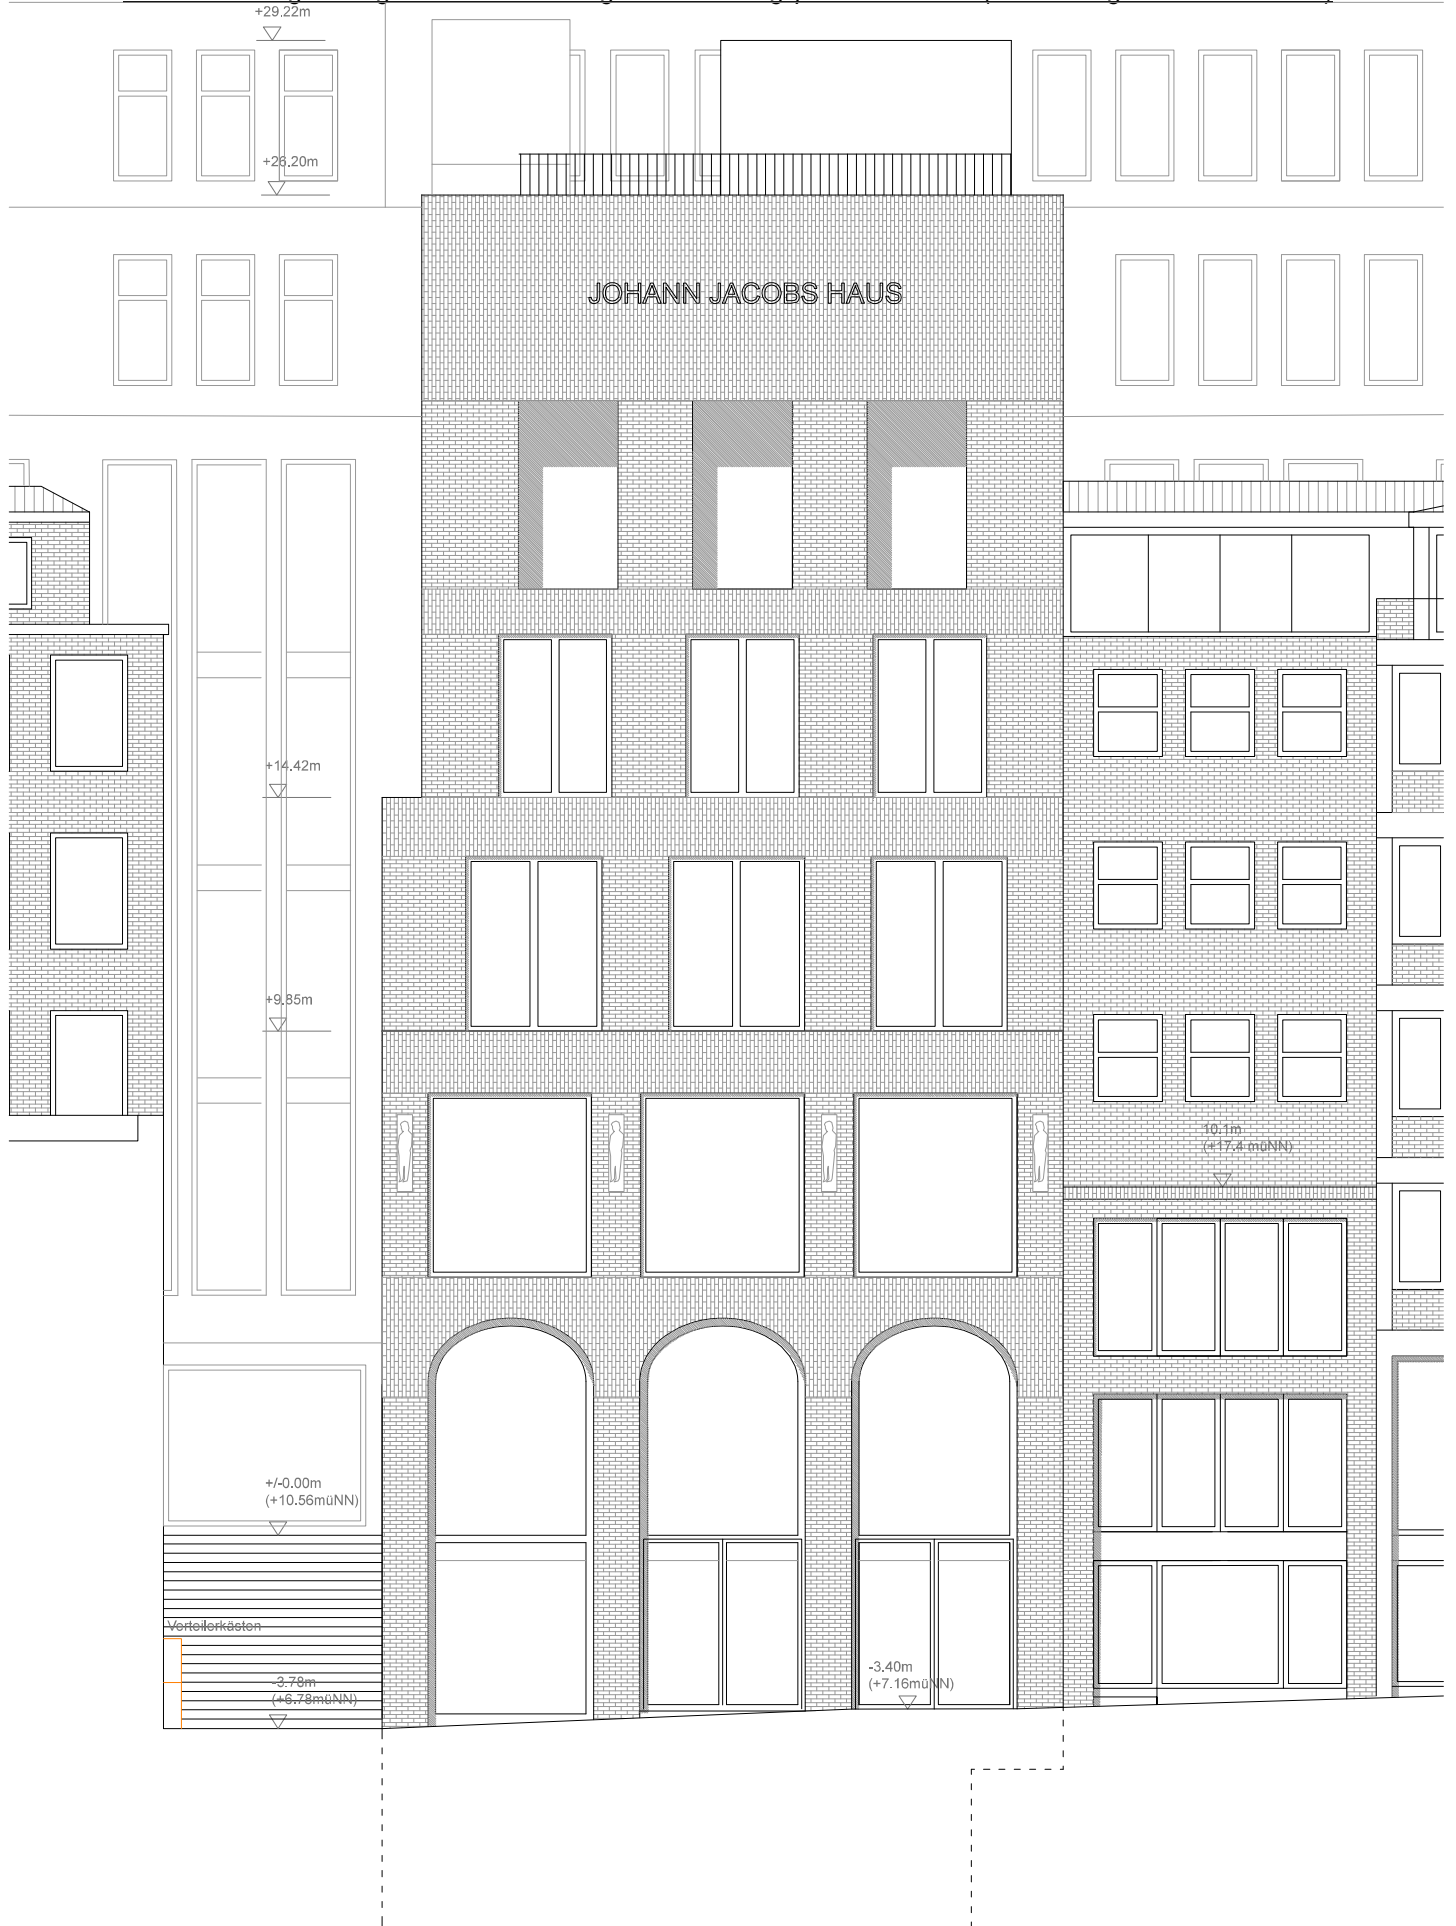 +29.22m
+26.20m
JOHANN JACOBS HAUS
+14.42m
+9.85m
10.1m
(+17.4 müNN)
+/-0.00m
(+10.56müNN)
Verteilerkästen
-3.40m
(+7.16müNN)
-3.78m
(+6.78müNN)